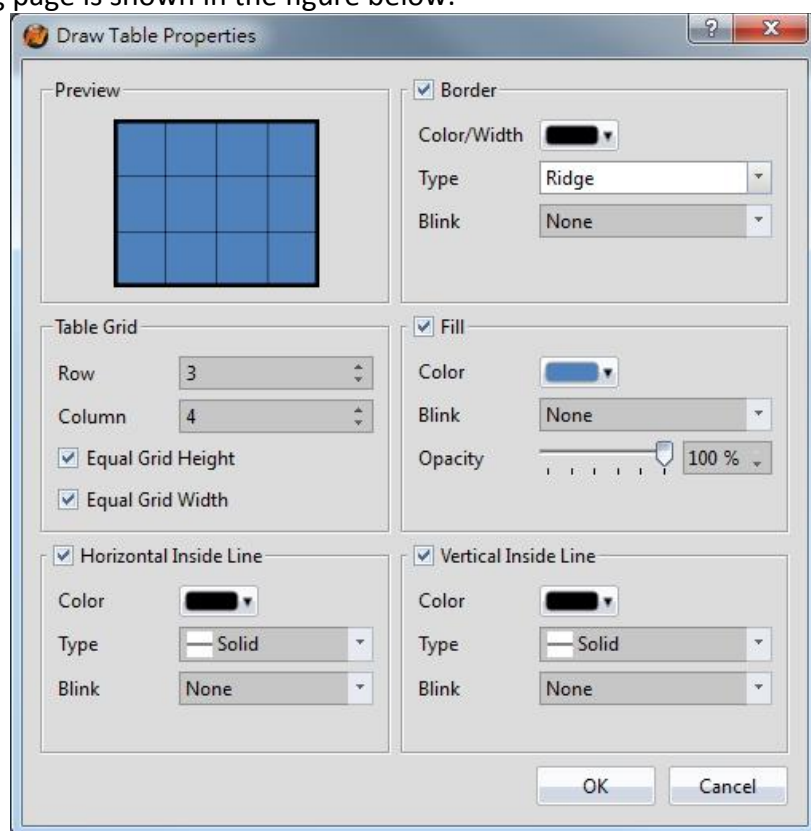 g page is shown in the figure below.
Draw Table Properties
?
X
Preview
Border
Color/Width
Type
Ridge
Blink
None
Table Grid
Row
3
Column
4
Equal Grid Height
Equal Grid Width
Fill
Color
Blink
None
Opacity
100 %
Horizontal Inside Line
Color
Type
Solid
Blink
None
Vertical Inside Line
Color
Type
Solid
Blink
None
OK
Cancel